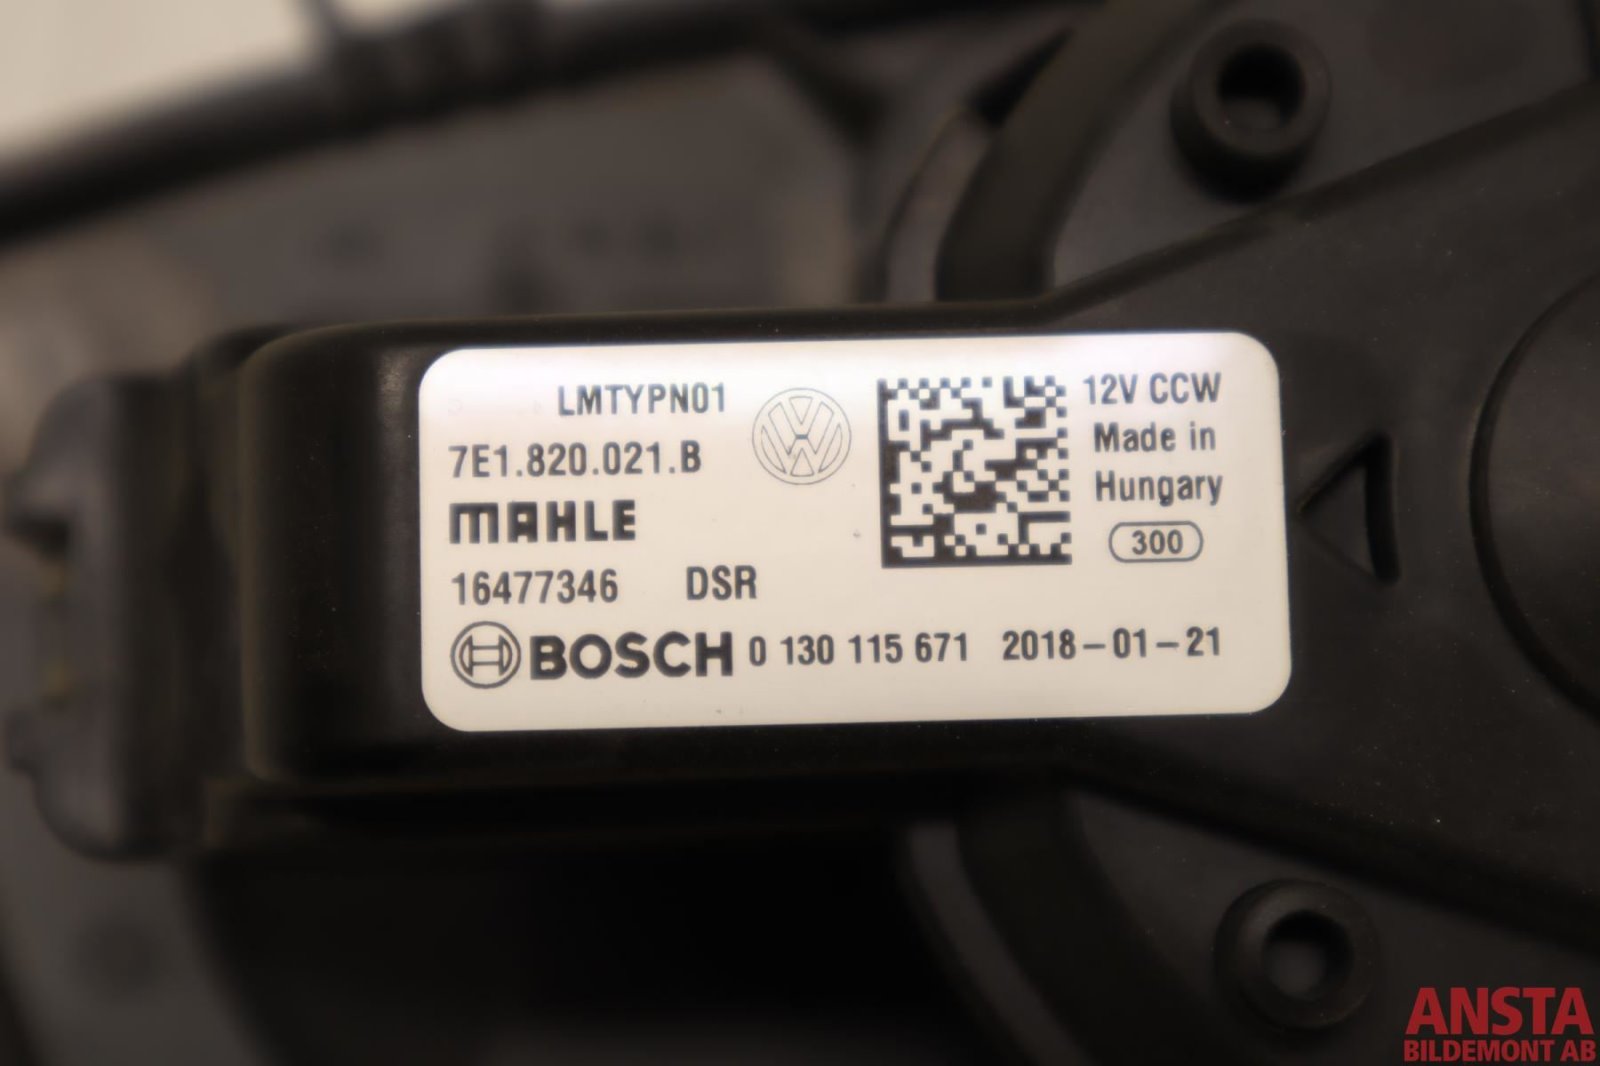 LMTYPN01
7E1.820.021.B
MAHLE
16477346 DSR
BOSCH 0 130 115 671 2018-01-21
12V CCW
Made in
Hungary
300
ANSTA
BILDEMONT AB